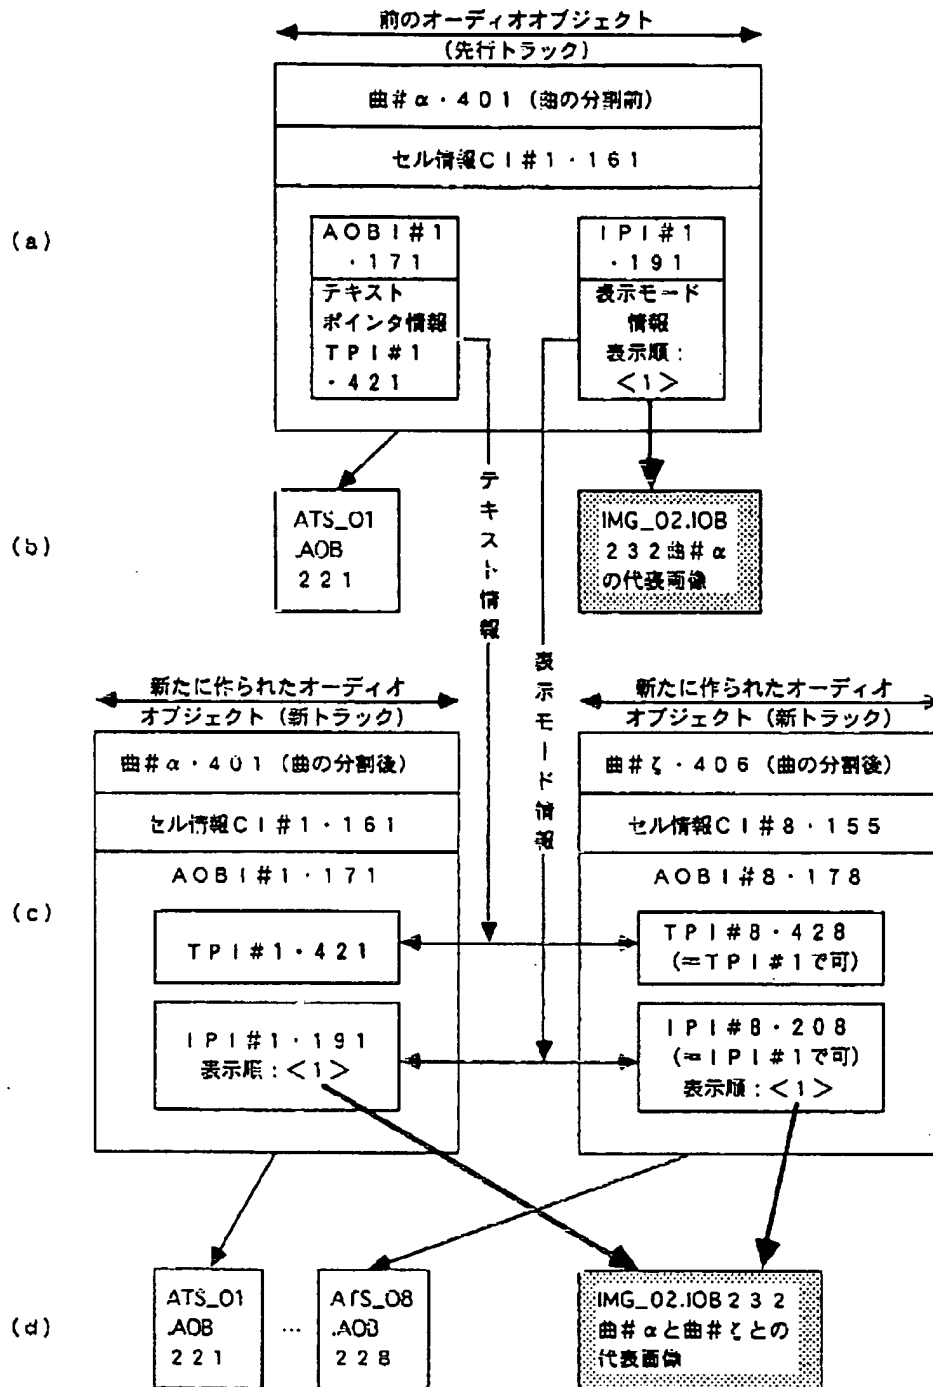 前のオーディオオブジェクト
(先行トラック)
曲#α・401(曲の分割前)
セル情報CI#1・161
(a)
AOBI#1
・171
テキスト
ポインタ情報
TPI#1
・421
IPI#1
・191
表示モード
情報
表示順:
<1>
テキスト情報
表示モード情報
(b)
ATS_01
.AOB
221
IMG_02.IOB
232曲#α
の代表画像
新たに作られたオーディオ
オブジェクト(新トラック)
曲#α・401(曲の分割後)
セル情報CI#1・161
AOBI#1・171
(c)
TPI#1・421
IPI#1・191
表示順:<1>
新たに作られたオーディオ
オブジェクト(新トラック)
曲#ζ・406(曲の分割後)
セル情報CI#8・155
AOBI#8・178
TPI#8・428
(=TPI#1で可)
IPI#8・208
(=IPI#1で可)
表示順:<1>
(d)
ATS_01
.AOB
221
…
ATS_08
.AOB
228
IMG_02.IOB232
曲#αと曲#ζとの
代表画像